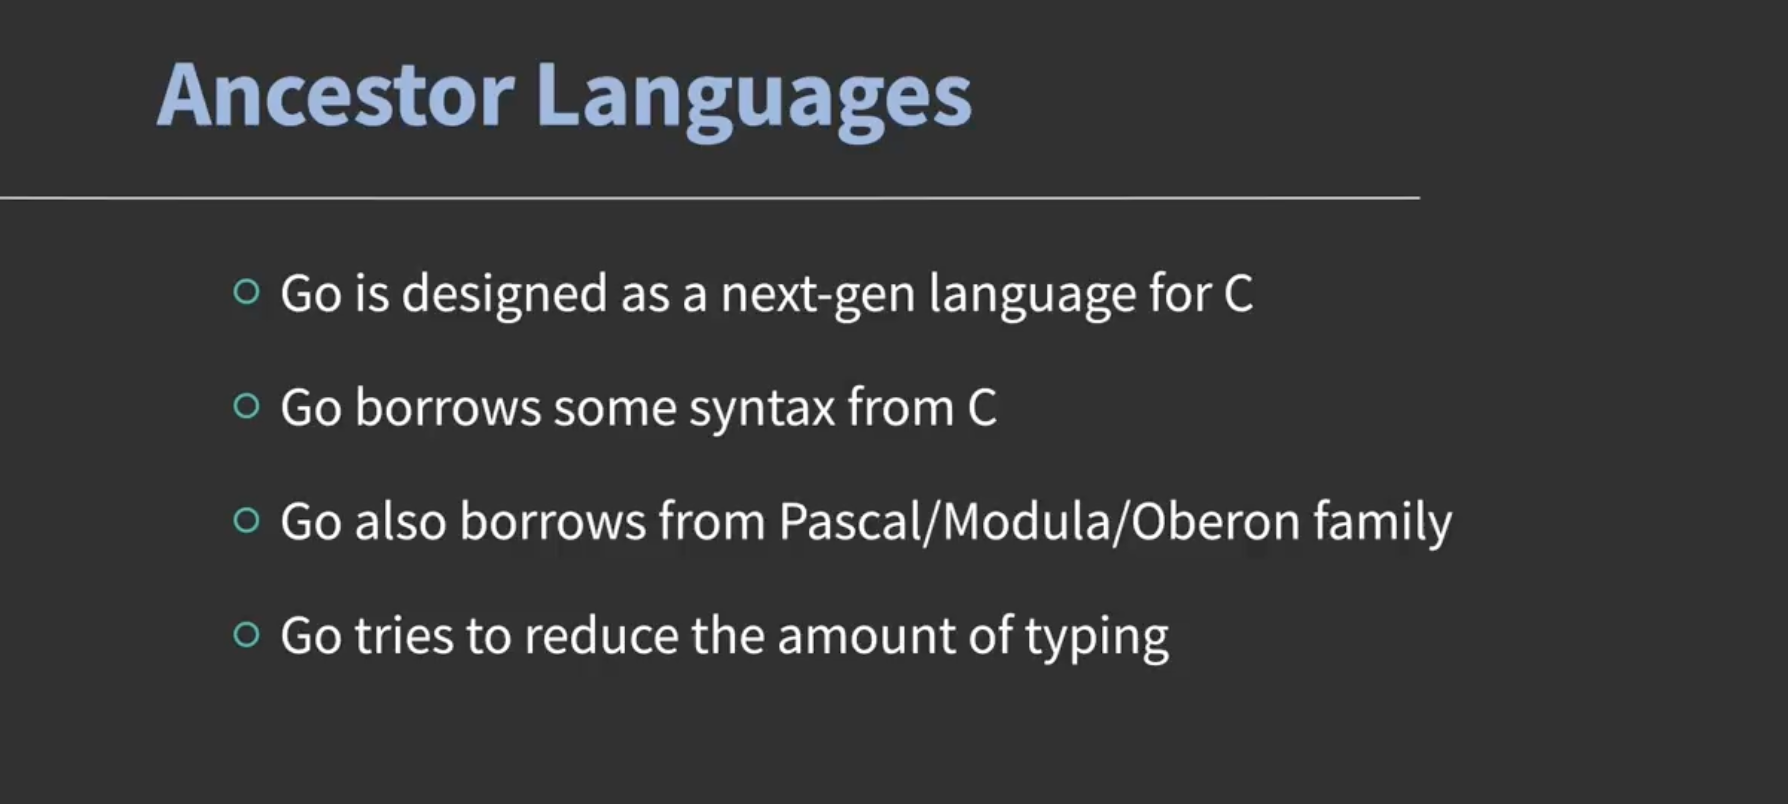 Ancestor Languages
Go is designed as a next-gen language for C
Go borrows some syntax from C
Go also borrows from Pascal/Modula/Oberon family
Go tries to reduce the amount of typing